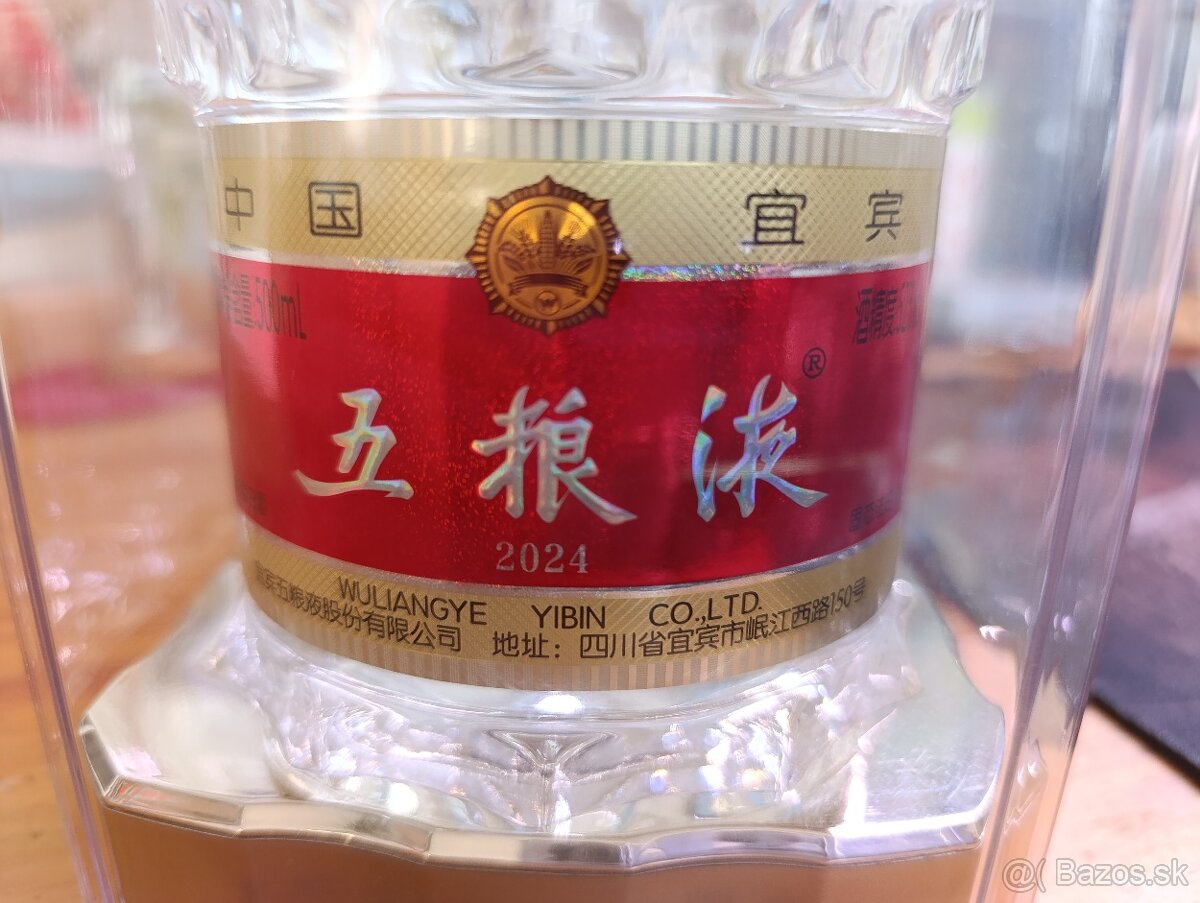 中 国 宜 宾
500mL
五粮液®
2024
WULIANGYE YIBIN CO.,LTD.
宜宾五粮液股份有限公司 地址：四川省宜宾市岷江西路150号
@( Bazos.sk